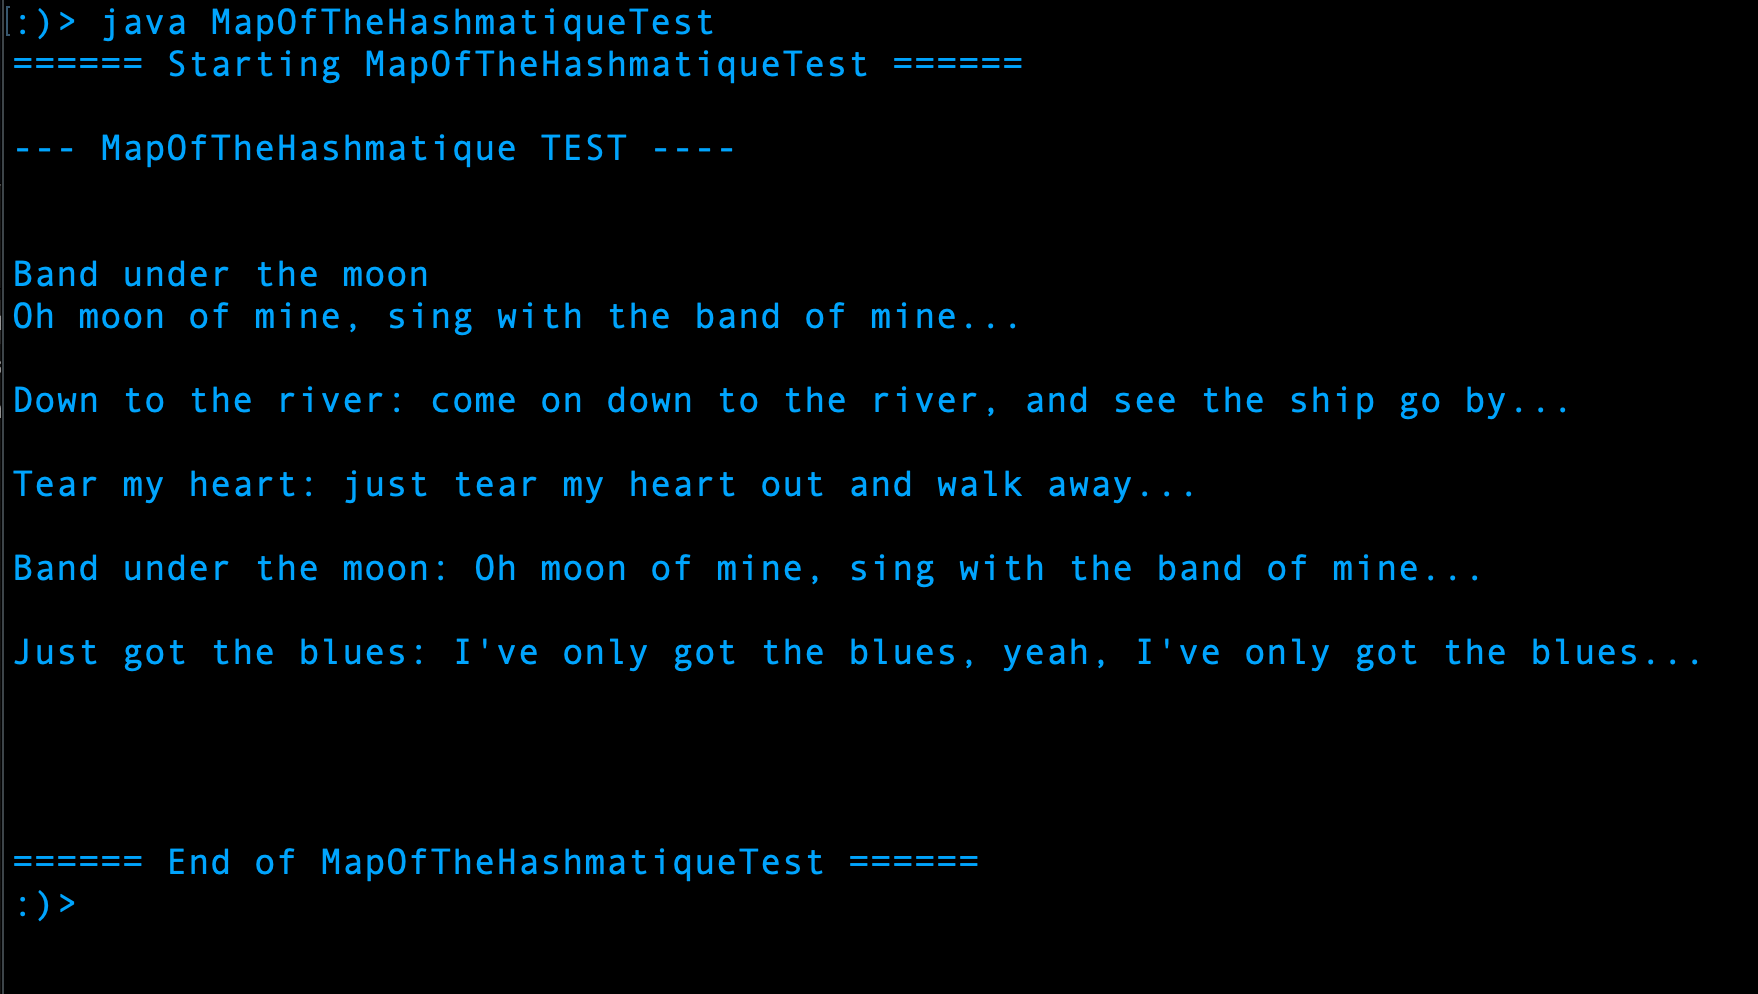 :)> java MapOfTheHashmatiqueTest
====== Starting MapOfTheHashmatiqueTest ======
--- MapOfTheHashmatique TEST ----
Band under the moon
Oh moon of mine, sing with the band of mine...
Down to the river: come on down to the river, and see the ship go by...
Tear my heart: just tear my heart out and walk away...
Band under the moon: Oh moon of mine, sing with the band of mine...
Just got the blues: I've only got the blues, yeah, I've only got the blues...
====== End of MapOfTheHashmatiqueTest ======
:)>